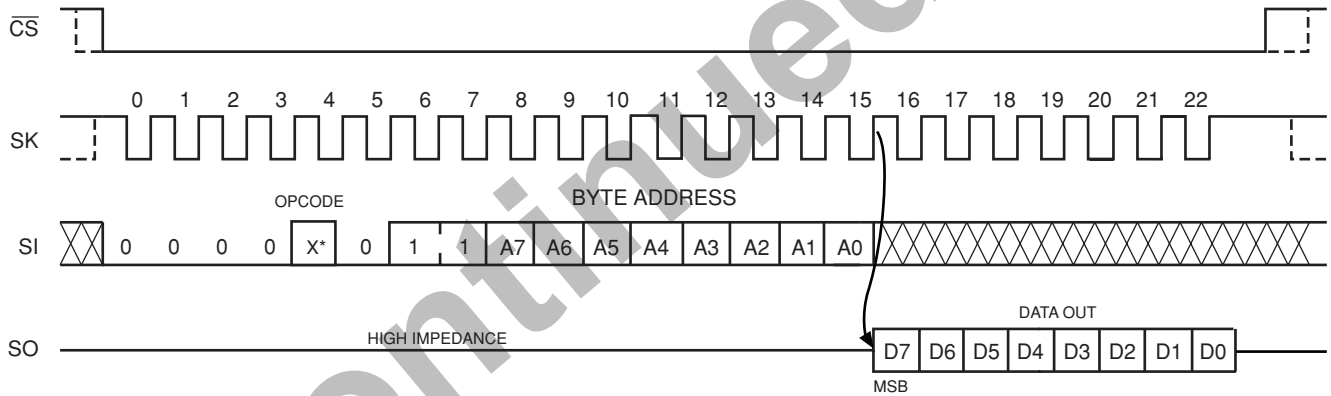 CS
0 1 2 3 4 5 6 7 8 9 10 11 12 13 14 15 16 17 18 19 20 21 22
SK
OPCODE
BYTE ADDRESS
SI 0 0 0 0 X* 0 1 1 A7 A6 A5 A4 A3 A2 A1 A0
DATA OUT
HIGH IMPEDANCE
SO D7 D6 D5 D4 D3 D2 D1 D0
MSB
entinued